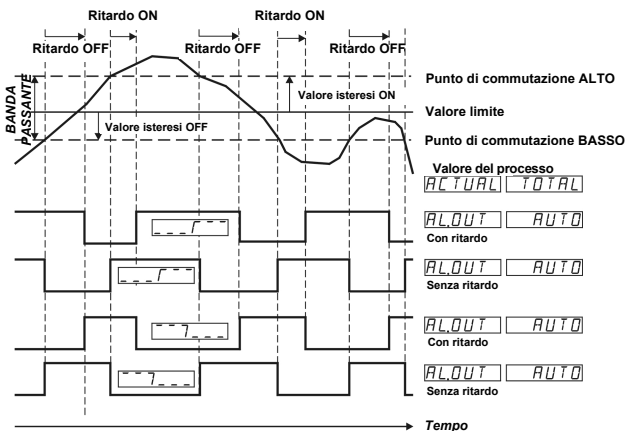 Ritardo ON
Ritardo ON
Ritardo OFF
Ritardo OFF
Ritardo OFF
BANDA
PASSANTE
Punto di commutazione ALTO
Valore isteresi ON
Valore limite
Valore isteresi OFF
Punto di commutazione BASSO
Valore del processo
ACTUAL TOTAL
AL.OUT AUTO
Con ritardo
AL.OUT AUTO
Senza ritardo
AL.OUT AUTO
Con ritardo
AL.OUT AUTO
Senza ritardo
Tempo